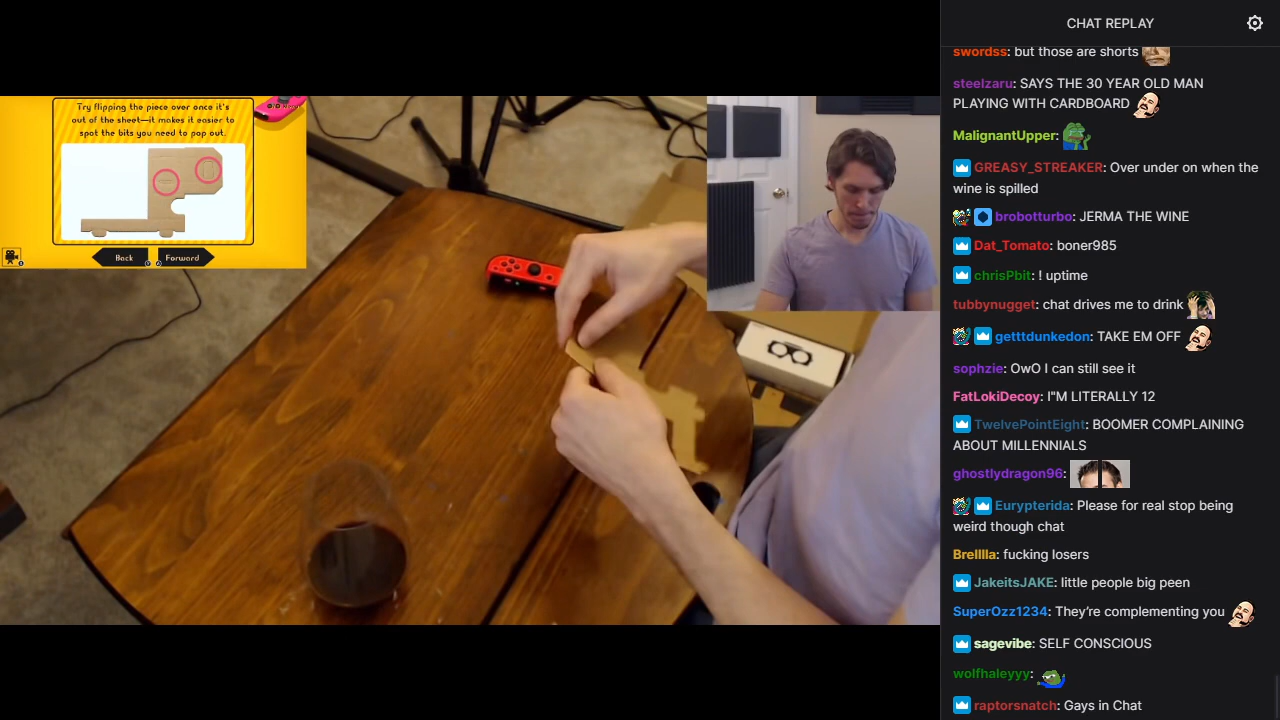 Try flipping the piece over once it's
out of the sheet—it makes it easier to
spot the bits you need to pop out.
Back
Forward
CHAT REPLAY
swordss: but those are shorts
steelzaru: SAYS THE 30 YEAR OLD MAN
PLAYING WITH CARDBOARD
MalignantUpper:
GREASY_STREAKER: Over under on when the
wine is spilled
brobotturbo: JERMA THE WINE
Dat_Tomato: boner985
chrisPbit: ! uptime
tubbynugget: chat drives me to drink
getttdunkedon: TAKE EM OFF
sophzie: OwO I can still see it
FatLokiDecoy: I"M LITERALLY 12
TwelvePointEight: BOOMER COMPLAINING
ABOUT MILLENNIALS
ghostlydragon96:
Eurypterida: Please for real stop being
weird though chat
Brelllla: fucking losers
JakeitsJAKE: little people big peen
SuperOzz1234: They're complementing you
sagevibe: SELF CONSCIOUS
wolfhaleyyy:
raptorsnatch: Gays in Chat